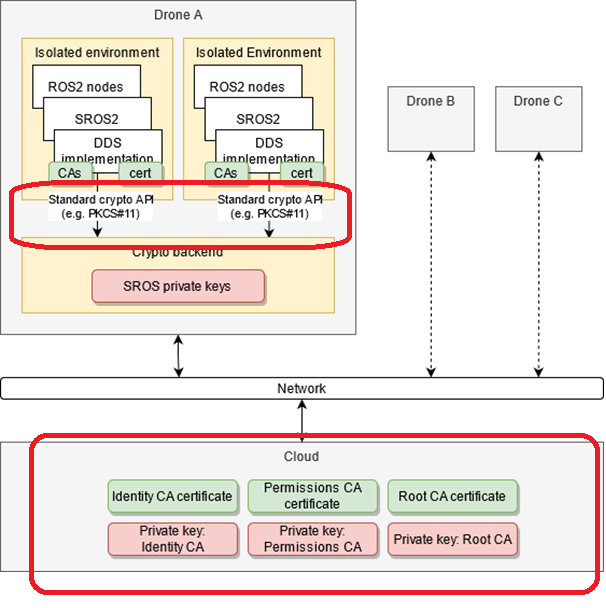 Drone A
Isolated environment
ROS2 nodes
SROS2
DDS
implementation
CAs
cert
Standard crypto API
(e.g. PKCS#11)
Isolated Environment
ROS2 nodes
SROS2
DDS
implementation
CAs
cert
Standard crypto API
(e.g. PKCS#11)
Crypto backend
SROS private keys
Drone B
Drone C
Network
Cloud
Identity CA certificate
Permissions CA
certificate
Root CA certificate
Private key:
Identity CA
Private key:
Permissions CA
Private key: Root CA